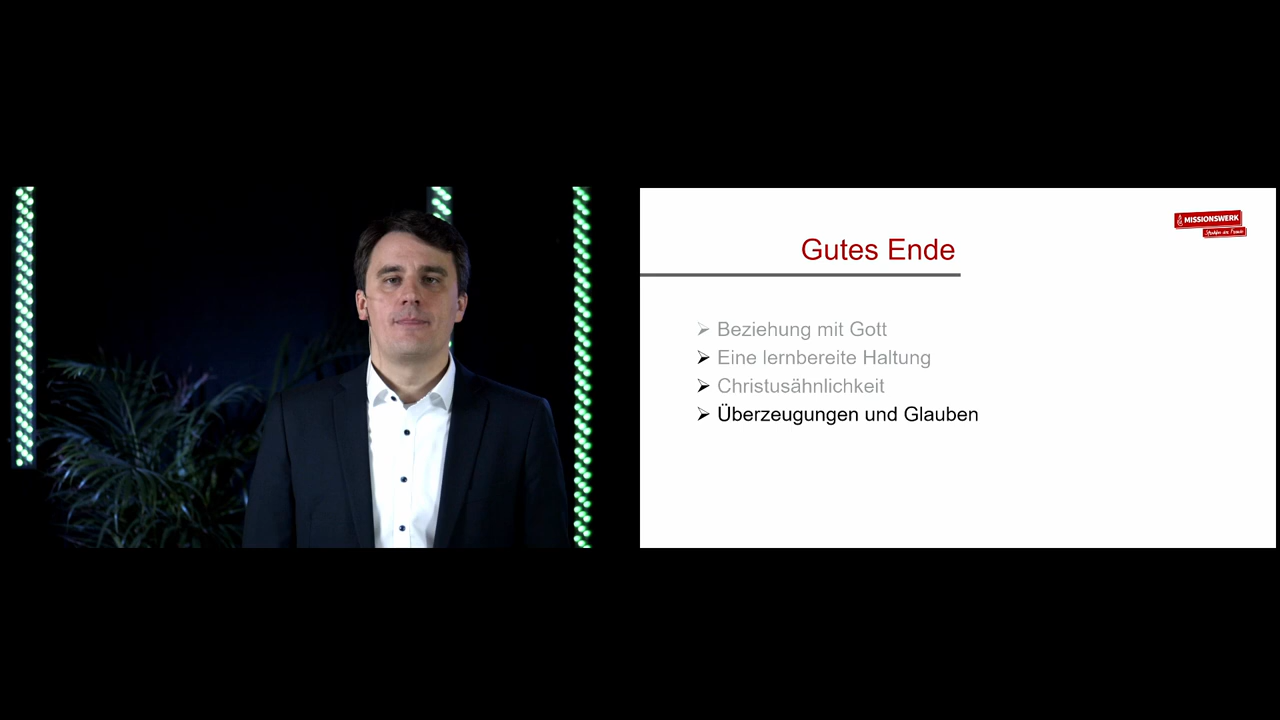 MISSIONSWERK
Gutes Ende
Beziehung mit Gott
Eine lernbereite Haltung
Christusähnlichkeit
Überzeugungen und Glauben